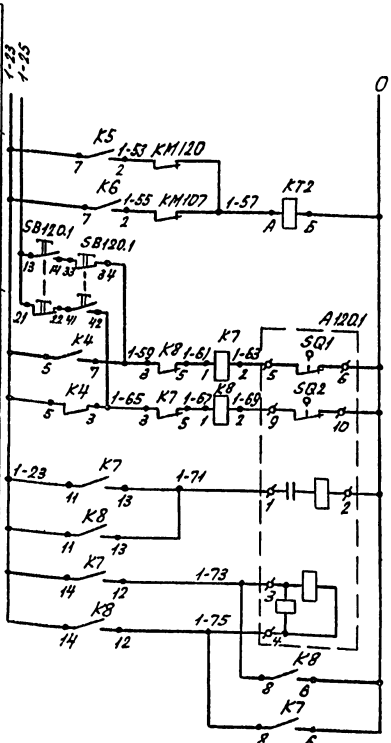 1-23
1-25
0
K5 1-53 KM120
7 2
K6 1-55 KM107 1-57 KT2
7 2 А Б
SB120.1
SB120.1
13 14 33 34
21 22 41 42
A120.1
K4 1-59 K8 1-61 K7 1-63 SQ1
5 7 3 5 1 2 5 6
K4 1-65 K7 1-67 K8 1-69 SQ2
5 3 3 5 1 2 9 10
1-23 K7 1-71
11 13 1 2
K8
11 13
K7 1-73
14 12 3
K8 1-75
14 12 4
K8
8 6
K7
8 6